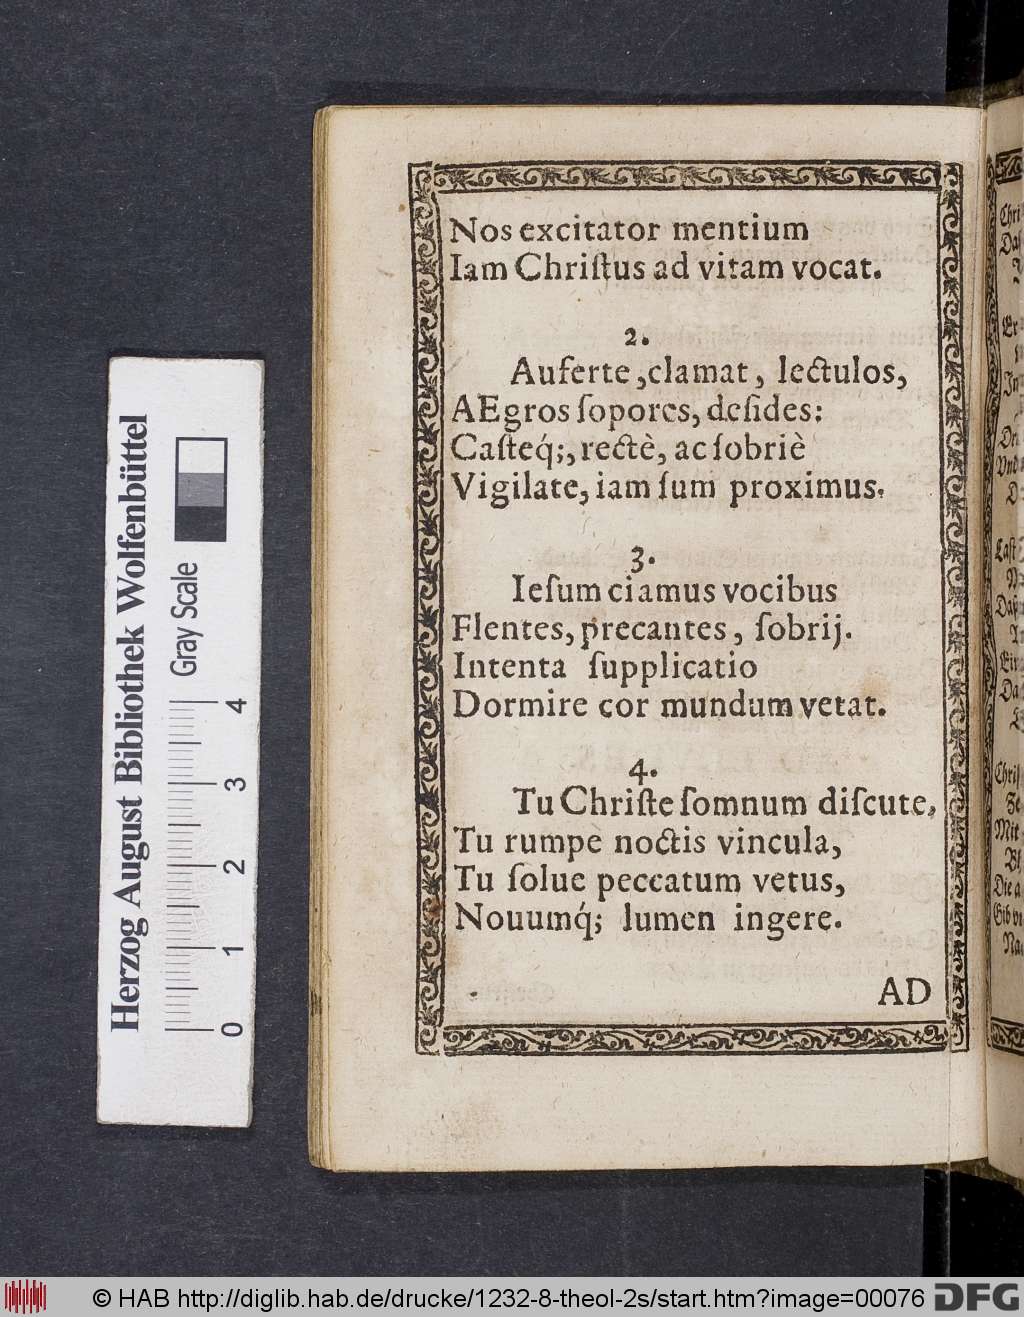 Nos excitator mentium
Iam Chriſtus ad vitam vocat.
2.
Auferte, clamat, lectulos,
AEgros ſopores, deſides:
Caſteq́;, rectè, ac ſobriè
Vigilate, iam ſum proximus.
3.
Ieſum ciamus vocibus
Flentes, precantes, ſobrij.
Intenta ſupplicatio
Dormire cor mundum vetat.
4.
Tu Chriſte ſomnum diſcute,
Tu rumpe noctis vincula,
Tu ſolue peccatum vetus,
Nouumq́; lumen ingere.
AD
Herzog August Bibliothek Wolfenbüttel
Gray Scale
0 1 2 3 4
© HAB http://diglib.hab.de/drucke/1232-8-theol-2s/start.htm?image=00076
DFG